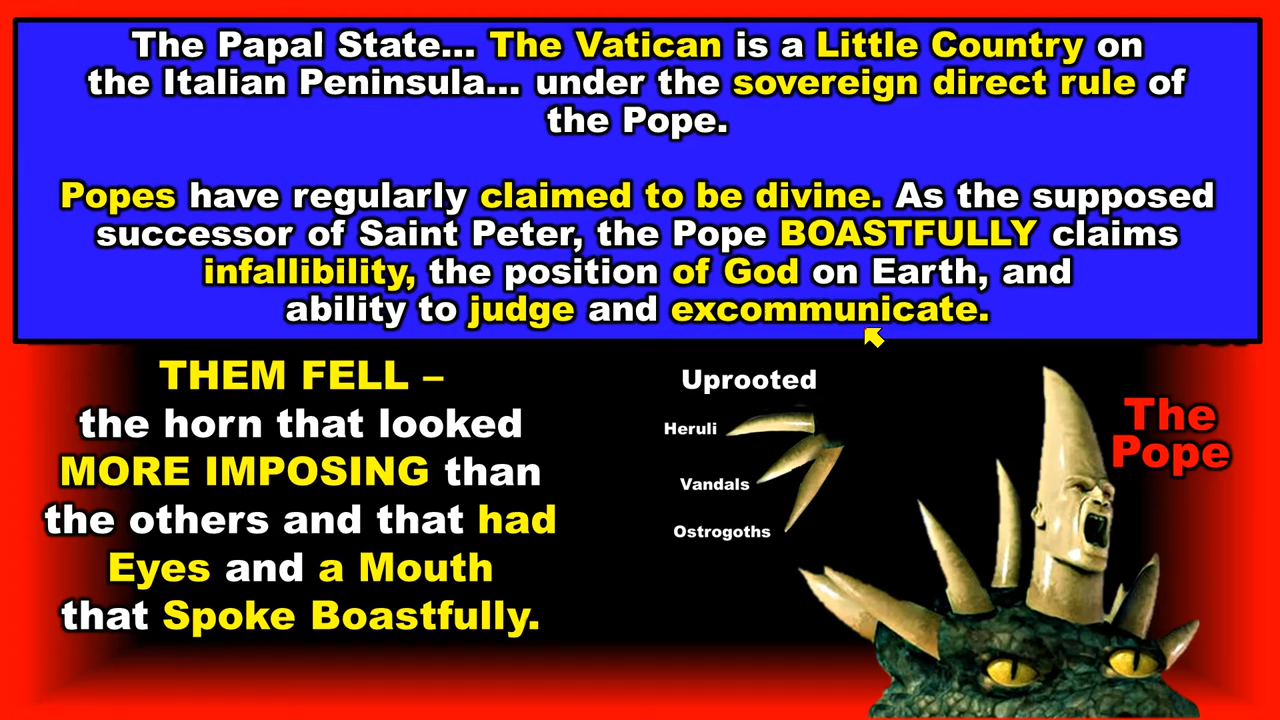 The Papal State... The Vatican is a Little Country on
the Italian Peninsula... under the sovereign direct rule of
the Pope.
Popes have regularly claimed to be divine. As the supposed
successor of Saint Peter, the Pope BOASTFULLY claims
infallibility, the position of God on Earth, and
ability to judge and excommunicate.
THEM FELL –
the horn that looked
MORE IMPOSING than
the others and that had
Eyes and a Mouth
that Spoke Boastfully.
Uprooted
Heruli
Vandals
Ostrogoths
The
Pope